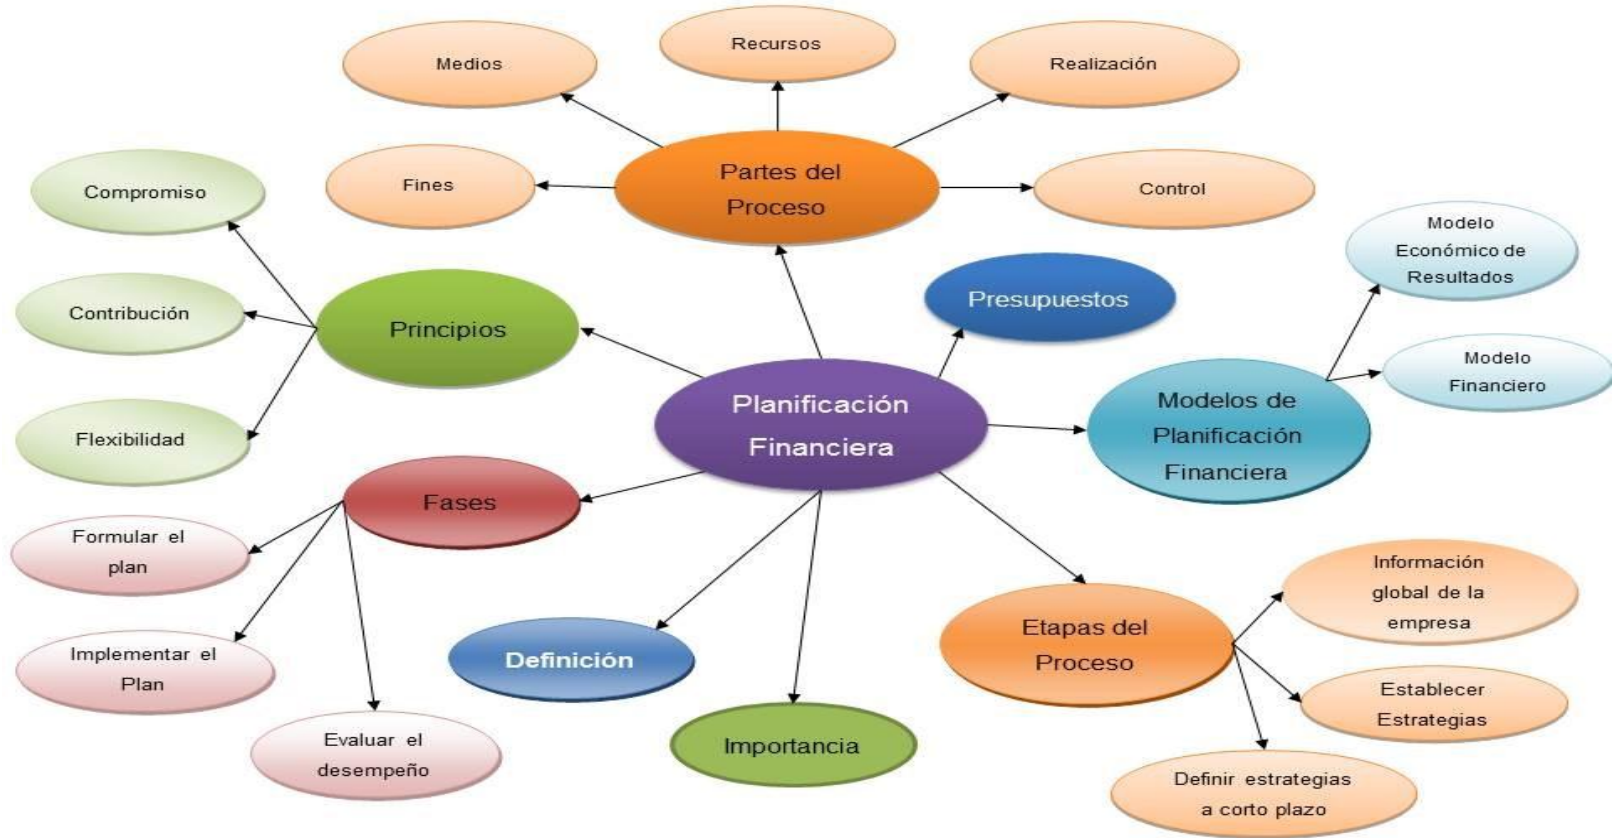 Recursos
Medios
Realización
Partes del
Proceso
Fines
Control
Compromiso
Modelo
Económico de
Resultados
Presupuestos
Contribución
Principios
Modelo
Financiero
Planificación
Financiera
Modelos de
Planificación
Financiera
Flexibilidad
Fases
Formular el
plan
Información
global de la
empresa
Etapas del
Proceso
Implementar el
Plan
Definición
Establecer
Estrategias
Evaluar el
desempeño
Importancia
Definir estrategias
a corto plazo